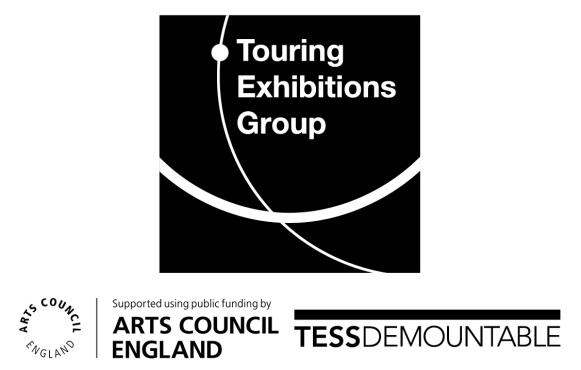 Touring
Exhibitions
Group
ARTS COUNCIL
ENGLAND
Supported using public funding by
ARTS COUNCIL
ENGLAND
TESSDEMOUNTABLE